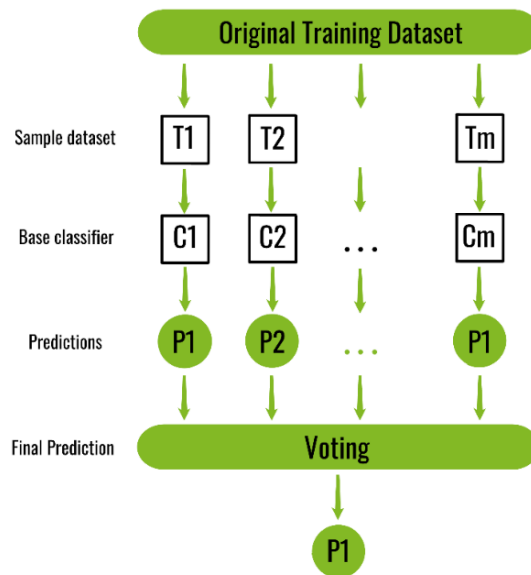 Original Training Dataset
Sample dataset T1 T2 Tm
Base classifier C1 C2 ... Cm
Predictions P1 P2 ... P1
Final Prediction Voting
P1